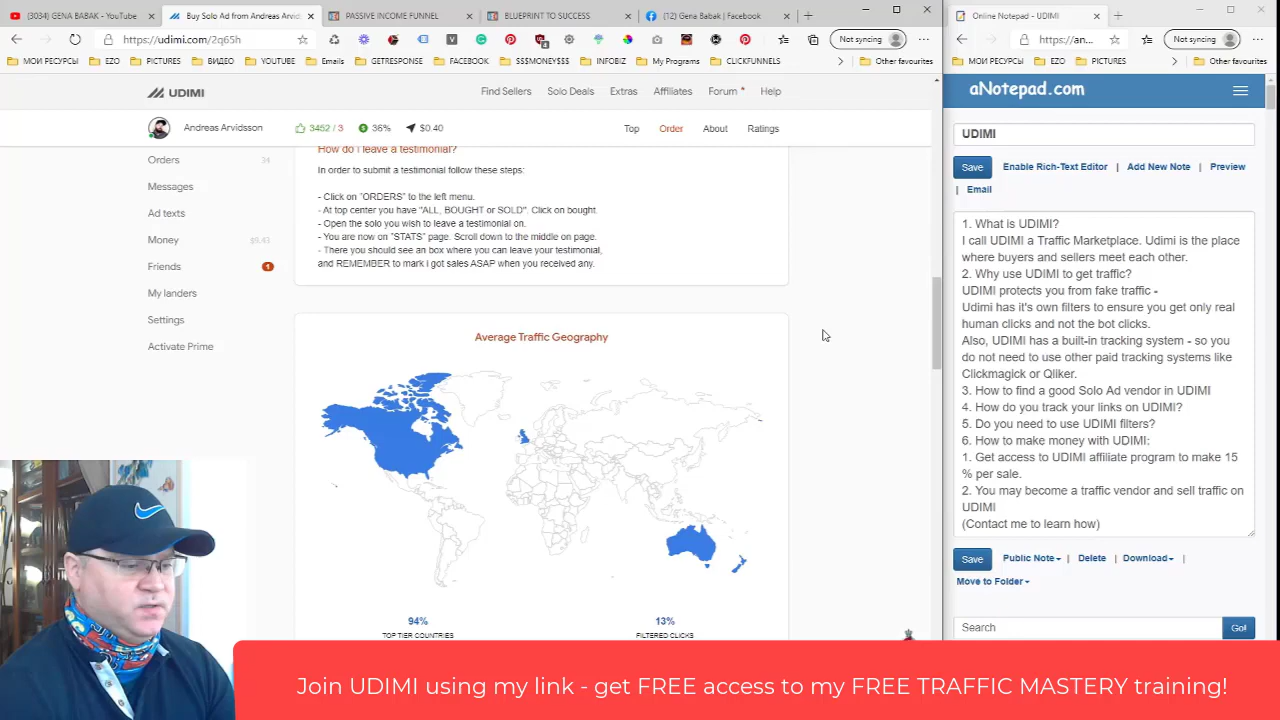 (3034) GENA BABAK - YouTube
Buy Solo Ad from Andreas Arvid
PASSIVE INCOME FUNNEL
BLUEPRINT TO SUCCESS
(12) Gena Babak | Facebook
Online Notepad - UDIMI
https://udimi.com/2q65h
Not syncing
https://an...
Not syncing
МОИ РЕСУРСЫ
EZO
PICTURES
ВИДЕО
YOUTUBE
Emails
GETRESPONSE
FACEBOOK
$$$MONEY$$$
INFOBIZ
My Programs
CLICKFUNNELS
Other favourites
МОИ РЕСУРСЫ
EZO
PICTURES
Other favourites
UDIMI
Find Sellers
Solo Deals
Extras
Affiliates
Forum
Help
Andreas Arvidsson
3452 / 3
36%
$0.40
Top
Order
About
Ratings
Orders
34
Messages
Ad texts
Money
$9.43
Friends
1
My landers
Settings
Activate Prime
How do I leave a testimonial?
In order to submit a testimonial follow these steps:
- Click on "ORDERS" to the left menu.
- At top center you have "ALL, BOUGHT or SOLD". Click on bought.
- Open the solo you wish to leave a testimonial on.
- You are now on "STATS" page. Scroll down to the middle on page.
- There you should see an box where you can leave your testimonial,
and REMEMBER to mark i got sales ASAP when you received any.
Average Traffic Geography
94%
TOP TIER COUNTRIES
13%
FILTERED CLICKS
aNotepad.com
UDIMI
Save
Enable Rich-Text Editor
| Add New Note
| Preview
| Email
1. What is UDIMI?
I call UDIMI a Traffic Marketplace. Udimi is the place
where buyers and sellers meet each other.
2. Why use UDIMI to get traffic?
UDIMI protects you from fake traffic -
Udimi has it's own filters to ensure you get only real
human clicks and not the bot clicks.
Also, UDIMI has a built-in tracking system - so you
do not need to use other paid tracking systems like
Clickmagick or Qliker.
3. How to find a good Solo Ad vendor in UDIMI
4. How do you track your links on UDIMI?
5. Do you need to use UDIMI filters?
6. How to make money with UDIMI:
1. Get access to UDIMI affiliate program to make 15
% per sale.
2. You may become a traffic vendor and sell traffic on
UDIMI
(Contact me to learn how)
Save
Public Note
| Delete
| Download
|
Move to Folder
Search
Go!
Join UDIMI using my link - get FREE access to my FREE TRAFFIC MASTERY training!